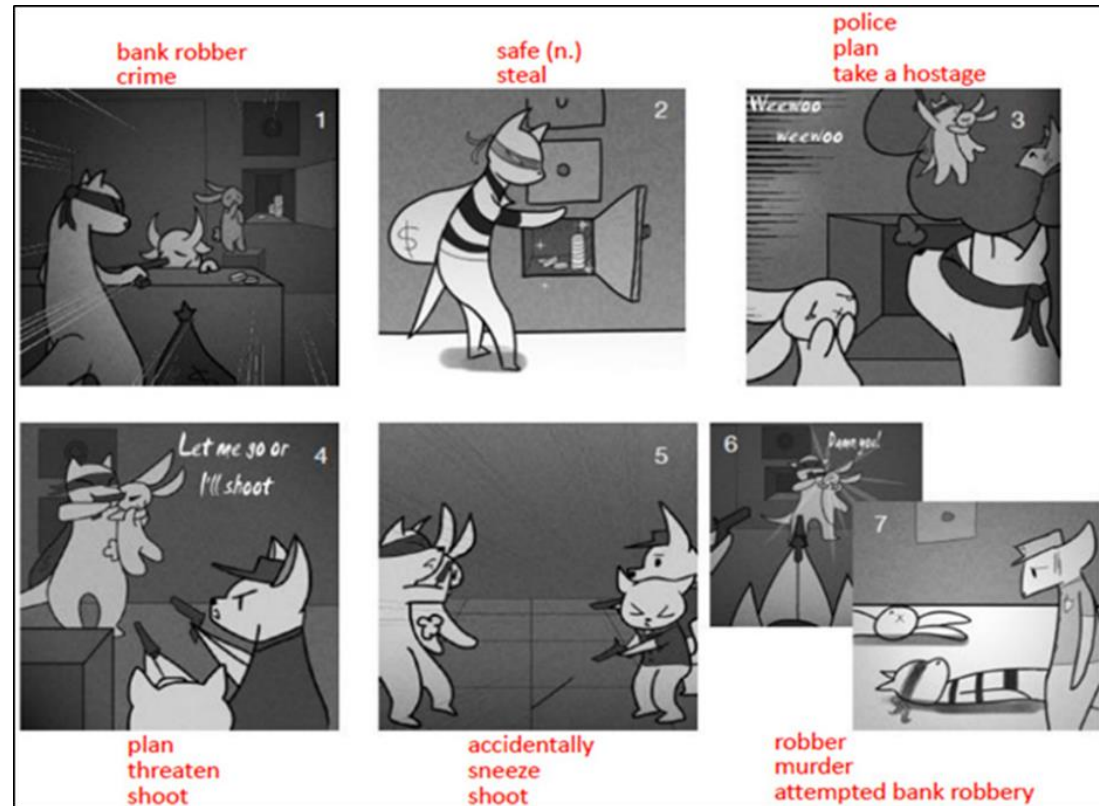 bank robber
crime
safe (n.)
steal
police
plan
take a hostage
1
$
2
Weewoo
weewoo
3
Let me go or
I'll shoot
4
5
6
Damn you!
7
plan
threaten
shoot
accidentally
sneeze
shoot
robber
murder
attempted bank robbery